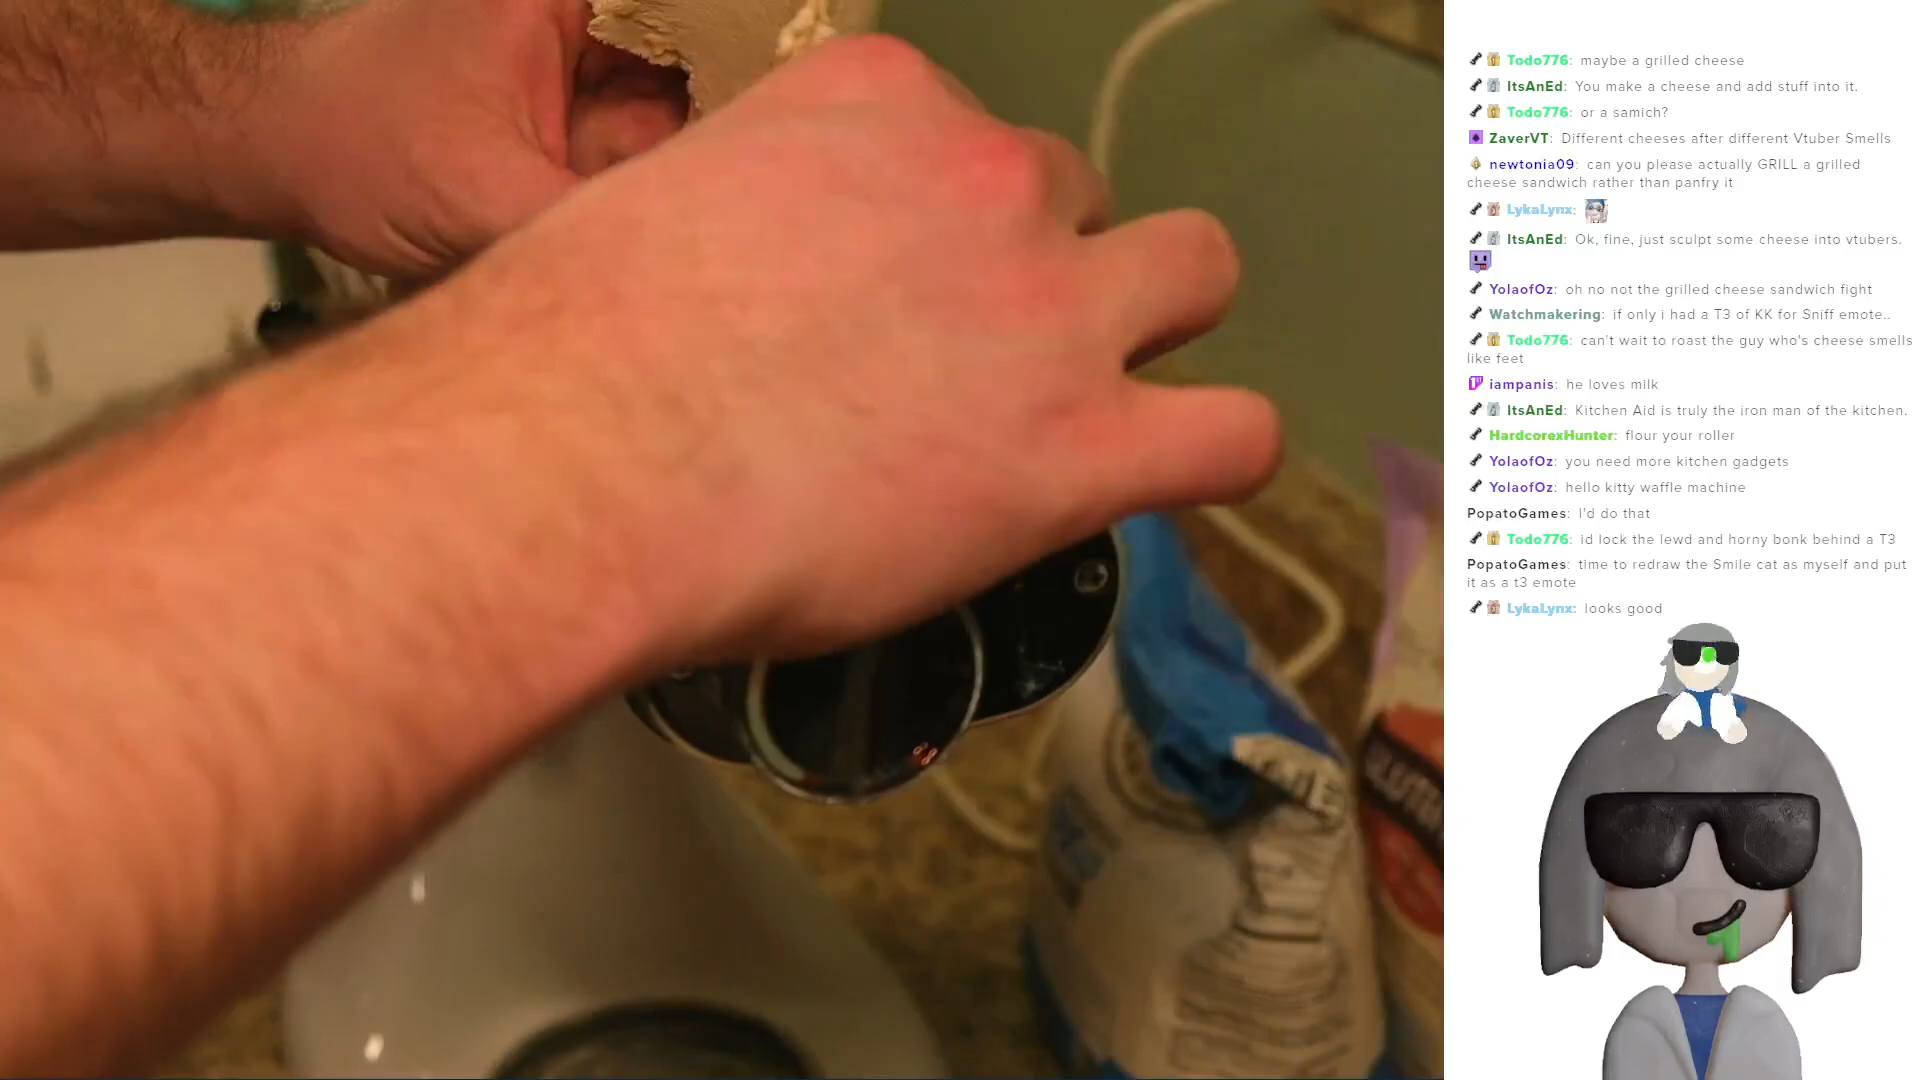 Todo776: maybe a grilled cheese
ItsAnEd: You make a cheese and add stuff into it.
Todo776: or a samich?
ZaverVT: Different cheeses after different Vtuber Smells
newtonia09: can you please actually GRILL a grilled
cheese sandwich rather than panfry it
LykaLynx:
ItsAnEd: Ok, fine, just sculpt some cheese into vtubers.
YolaofOz: oh no not the grilled cheese sandwich fight
Watchmakering: if only i had a T3 of KK for Sniff emote..
Todo776: can't wait to roast the guy who's cheese smells
like feet
iampanis: he loves milk
ItsAnEd: Kitchen Aid is truly the iron man of the kitchen.
HardcorexHunter: flour your roller
YolaofOz: you need more kitchen gadgets
YolaofOz: hello kitty waffle machine
PopatoGames: I'd do that
Todo776: id lock the lewd and horny bonk behind a T3
PopatoGames: time to redraw the Smile cat as myself and put
it as a t3 emote
LykaLynx: looks good